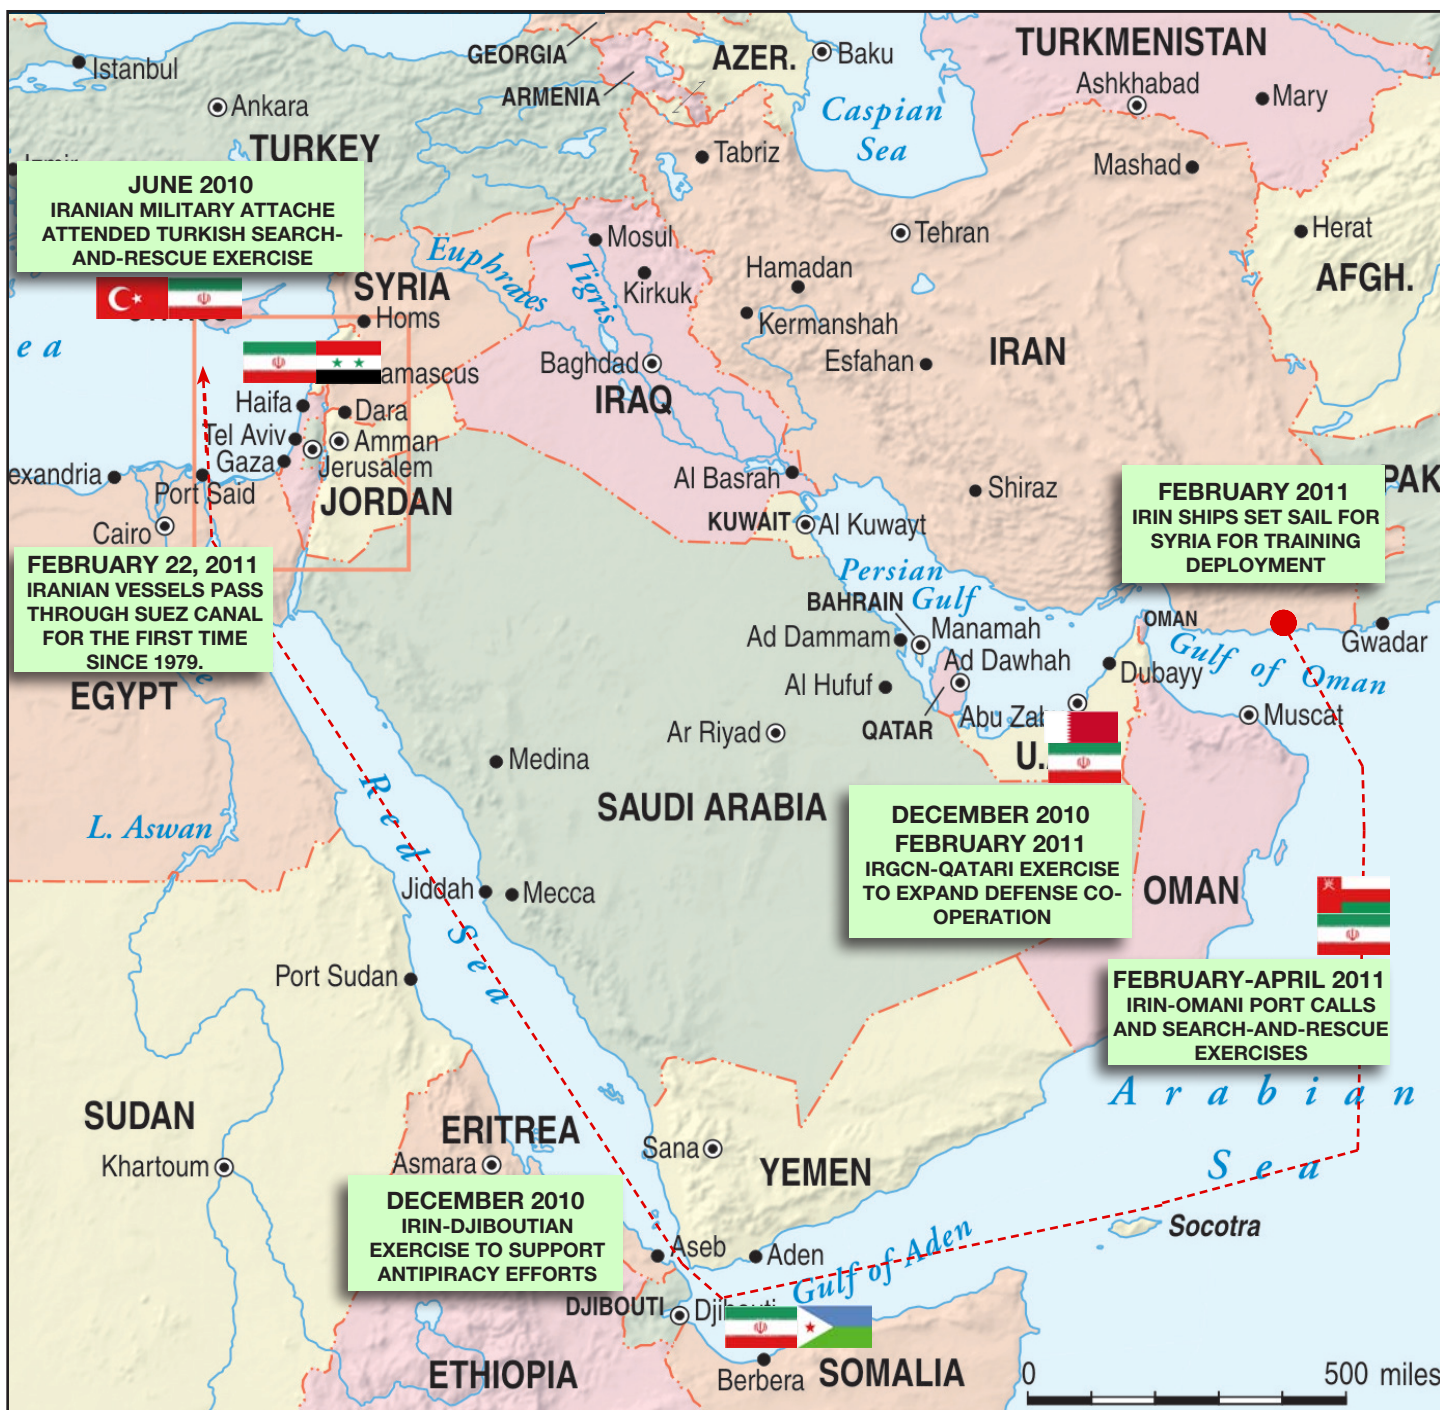 GEORGIA
AZER.
Baku
TURKMENISTAN
Istanbul
ARMENIA
Caspian
Sea
Ashkhabad
Mary
Ankara
TURKEY
Tabriz
Mashad
JUNE 2010
IRANIAN MILITARY ATTACHE
ATTENDED TURKISH SEARCH-
AND-RESCUE EXERCISE
Mosul
Tehran
Herat
Euphrates
Tigris
SYRIA
Kirkuk
Hamadan
AFGH.
Homs
Kermanshah
ea
amascus
Baghdad
Esfahan
IRAN
IRAQ
Haifa
Dara
Tel Aviv
Amman
Gaza
Jerusalem
exandria
Port Said
JORDAN
Al Basrah
Shiraz
PAK
Cairo
KUWAIT
Al Kuwayt
FEBRUARY 2011
IRIN SHIPS SET SAIL FOR
SYRIA FOR TRAINING
DEPLOYMENT
FEBRUARY 22, 2011
IRANIAN VESSELS PASS
THROUGH SUEZ CANAL
FOR THE FIRST TIME
SINCE 1979.
Persian
Gulf
BAHRAIN
Manamah
OMAN
Gwadar
Ad Dammam
Ad Dawhah
Dubayy
Gulf of Oman
EGYPT
Al Hufuf
Abu Za
Muscat
QATAR
Ar Riyad
Medina
U.
Red Sea
SAUDI ARABIA
L. Aswan
DECEMBER 2010
FEBRUARY 2011
IRGCN-QATARI EXERCISE
TO EXPAND DEFENSE CO-
OPERATION
Jiddah
Mecca
OMAN
Port Sudan
FEBRUARY-APRIL 2011
IRIN-OMANI PORT CALLS
AND SEARCH-AND-RESCUE
EXERCISES
Arabian
Sea
SUDAN
ERITREA
Sana
Khartoum
Asmara
YEMEN
DECEMBER 2010
IRIN-DJIBOUTIAN
EXERCISE TO SUPPORT
ANTIPIRACY EFFORTS
Socotra
Aseb
Aden
Gulf of Aden
DJIBOUTI
Djibouti
ETHIOPIA
Berbera
SOMALIA
0
500 miles